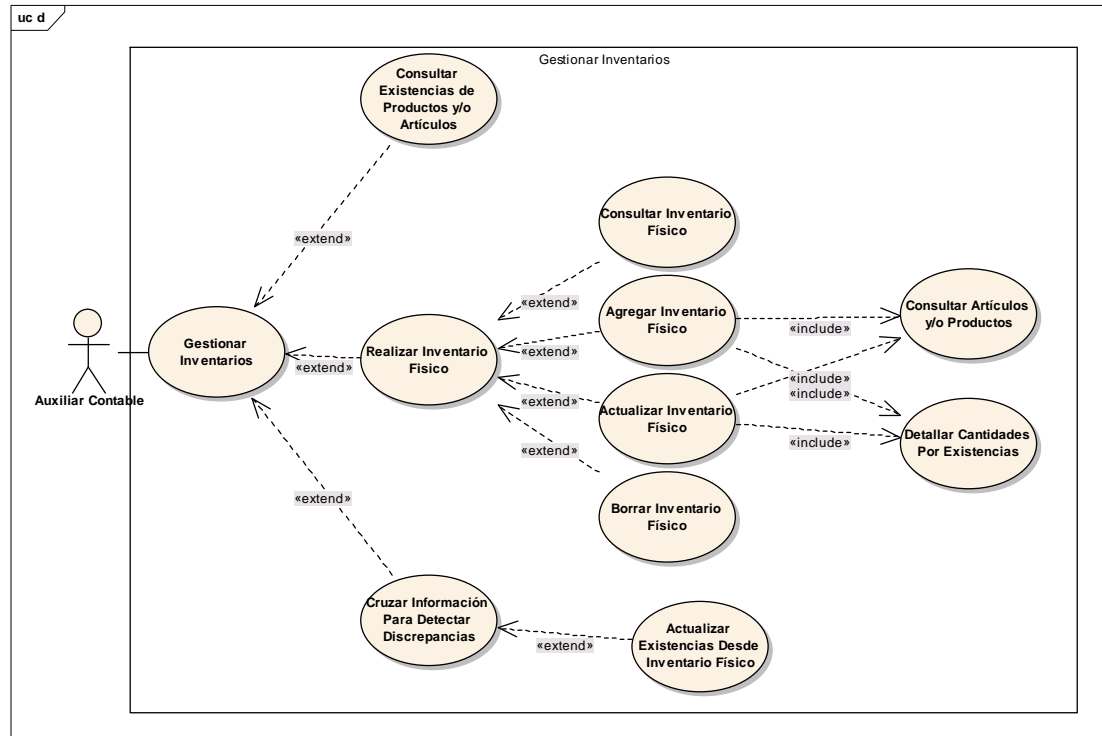 uc d
Gestionar Inventarios
Consultar
Existencias de
Productos y/o
Artículos
«extend»
Consultar Inventario
Físico
«extend»
Agregar Inventario
Físico
«include»
Consultar Artículos
y/o Productos
Auxiliar Contable
Gestionar
Inventarios
«extend»
Realizar Inventario
Fisico
«extend»
«extend»
Actualizar Inventario
Físico
«include»
«include»
«include»
Detallar Cantidades
Por Existencias
«extend»
Borrar Inventario
Físico
«extend»
Cruzar Información
Para Detectar
Discrepancias
«extend»
Actualizar
Existencias Desde
Inventario Físico